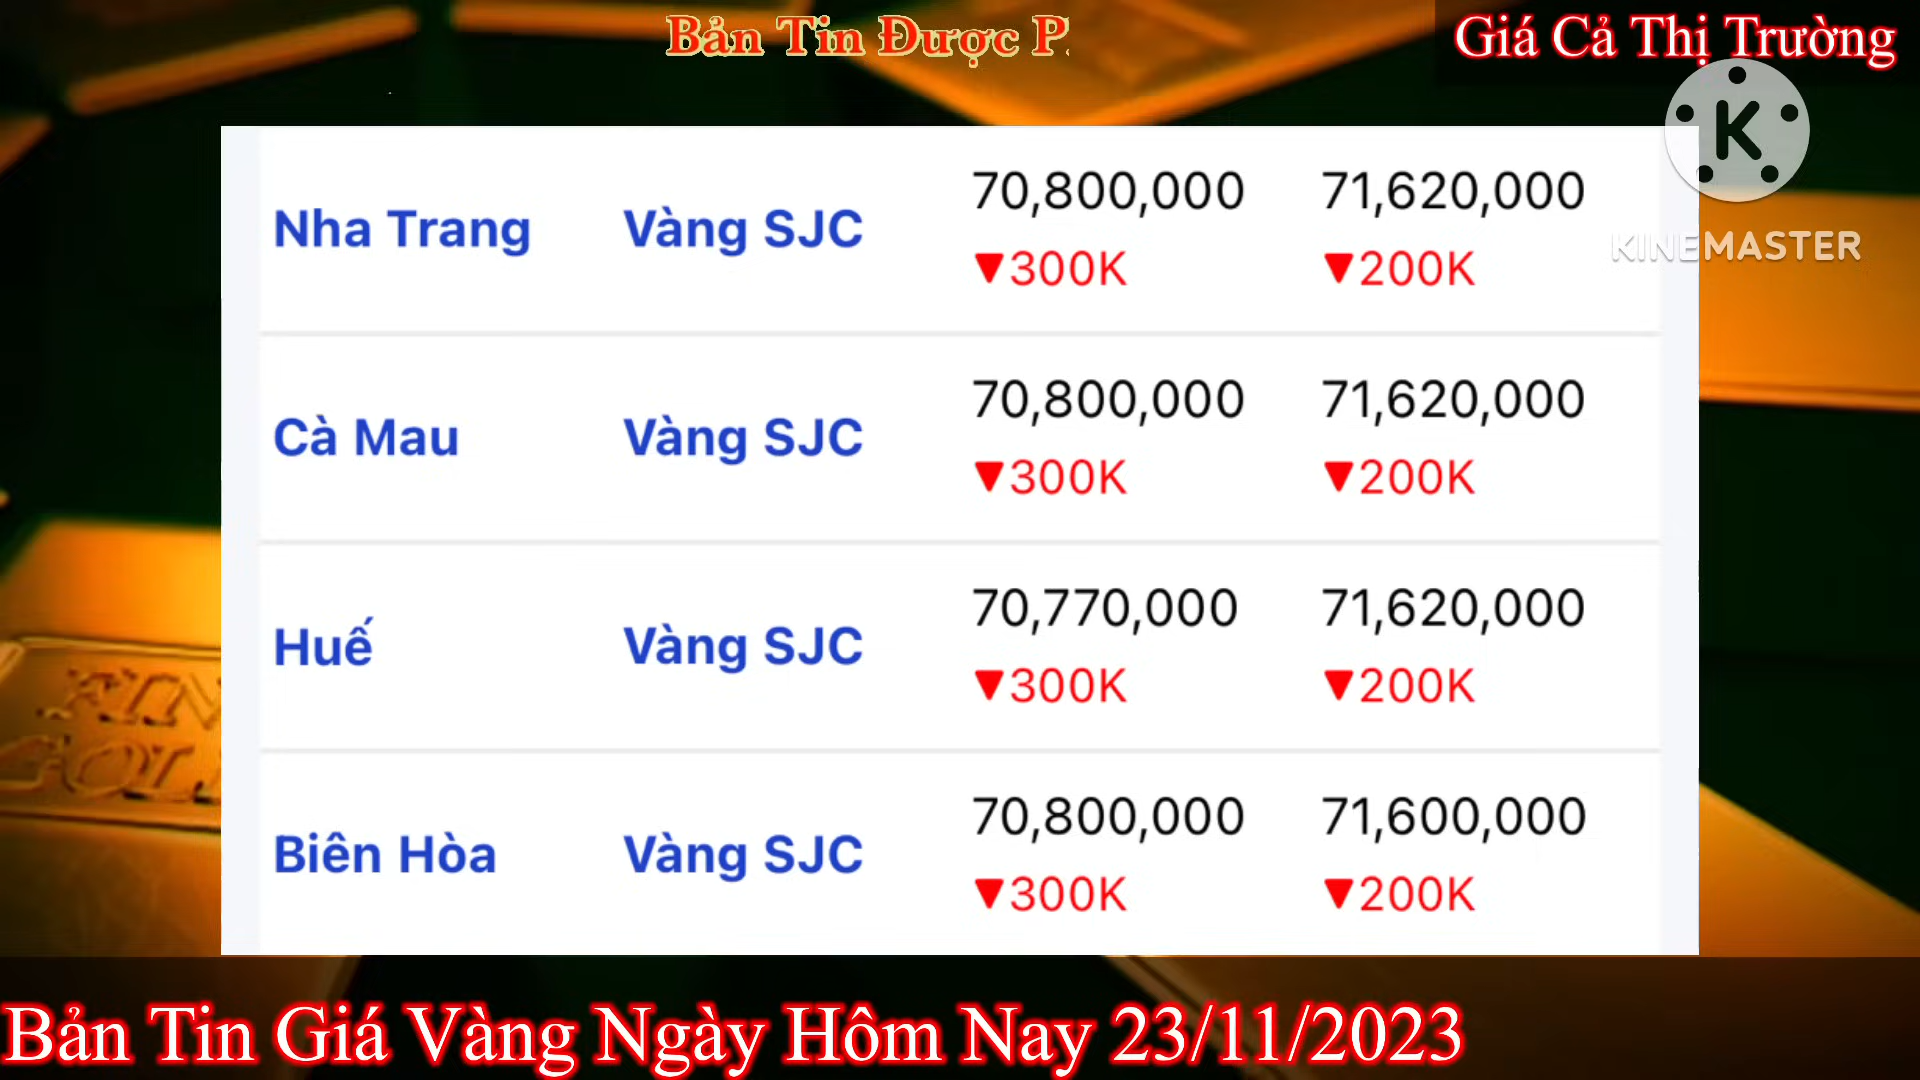 Bản Tin Được P
Giá Cả Thị Trường
K
KINEMASTER
Nha Trang Vàng SJC 70,800,000 71,620,000
▼300K ▼200K
Cà Mau Vàng SJC 70,800,000 71,620,000
▼300K ▼200K
Huế Vàng SJC 70,770,000 71,620,000
▼300K ▼200K
Biên Hòa Vàng SJC 70,800,000 71,600,000
▼300K ▼200K
FIN
GOL
Bản Tin Giá Vàng Ngày Hôm Nay 23/11/2023